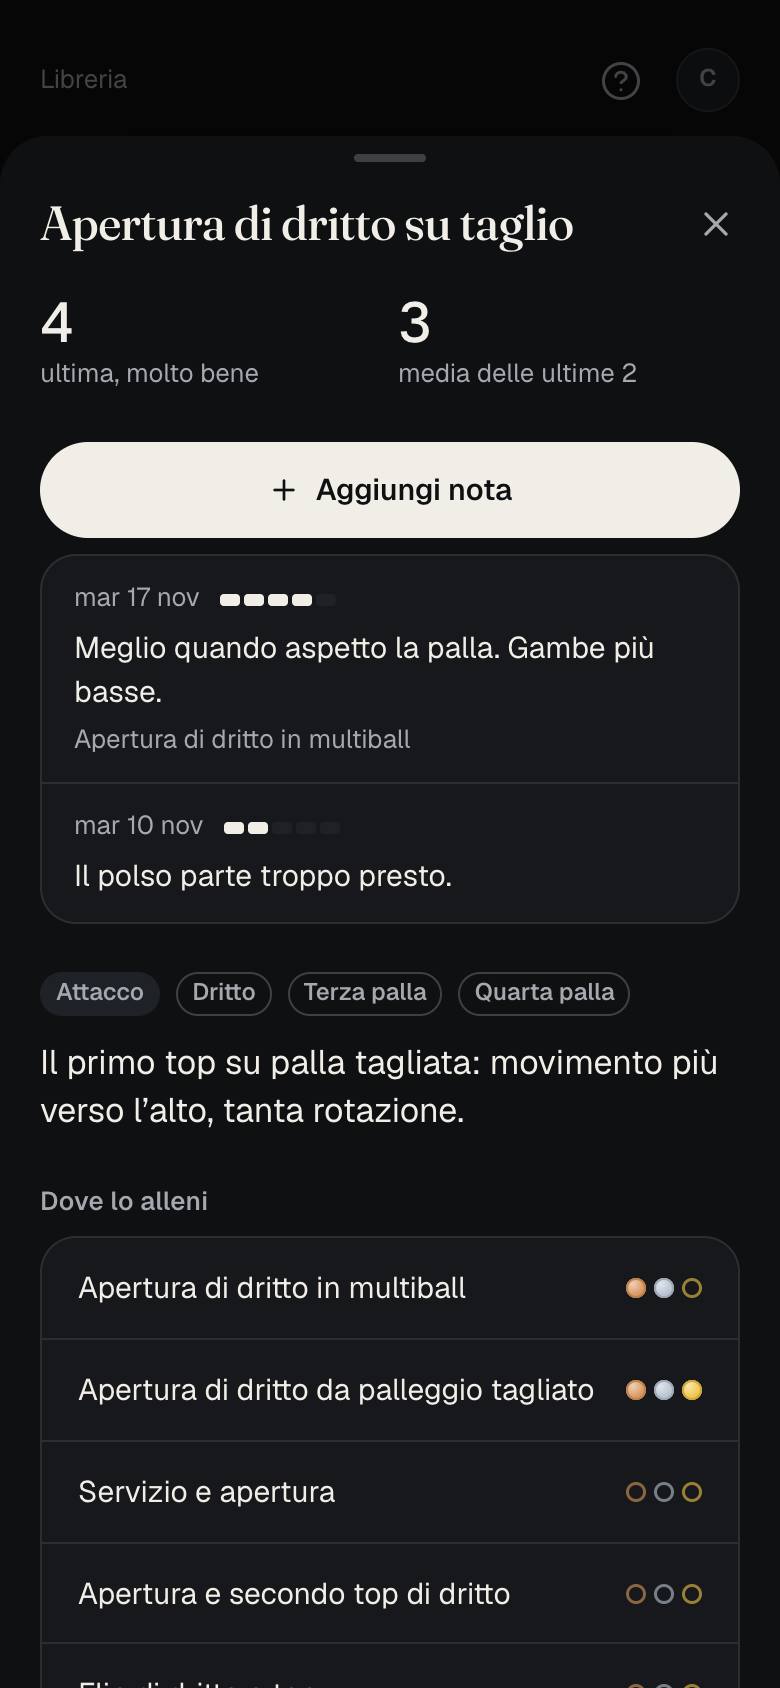 Libreria
C
Apertura di dritto su taglio
4
ultima, molto bene
3
media delle ultime 2
Aggiungi nota
mar 17 nov
Meglio quando aspetto la palla. Gambe più
basse.
Apertura di dritto in multiball
mar 10 nov
Il polso parte troppo presto.
Attacco
Dritto
Terza palla
Quarta palla
Il primo top su palla tagliata: movimento più
verso l’alto, tanta rotazione.
Dove lo alleni
Apertura di dritto in multiball
Apertura di dritto da palleggio tagliato
Servizio e apertura
Apertura e secondo top di dritto